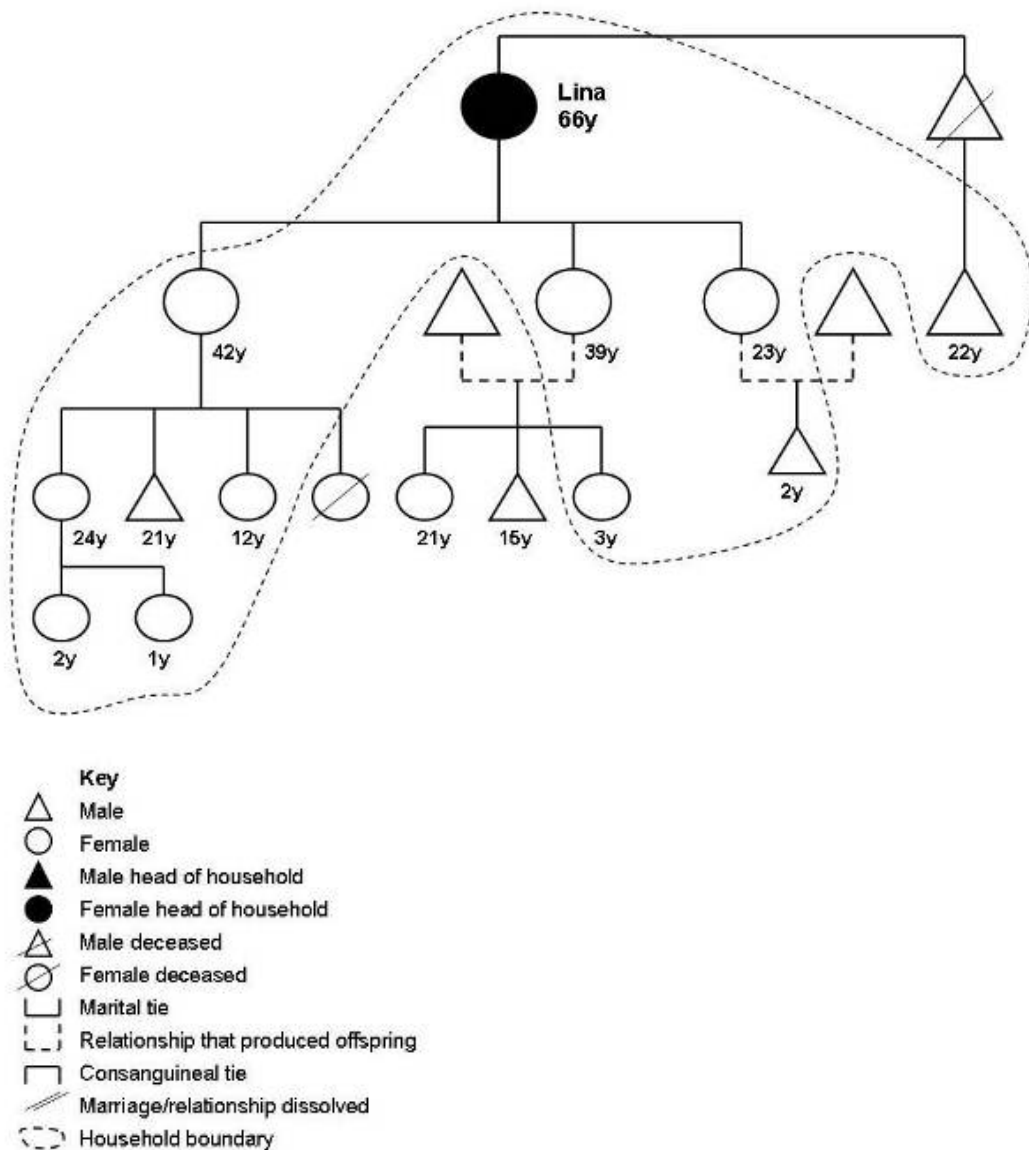 Lina
66y
42y
39y
23y
22y
24y
21y
12y
21y
15y
3y
2y
2y
1y
Key
Male
Female
Male head of household
Female head of household
Male deceased
Female deceased
Marital tie
Relationship that produced offspring
Consanguineal tie
Marriage/relationship dissolved
Household boundary